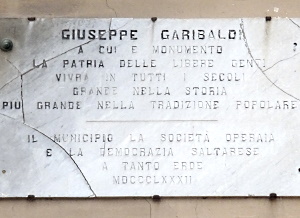 GIUSEPPE GARIBALDI
A CUI È MONUMENTO
LA PATRIA DELLE LIBERE GENTI
VIVRÀ IN TUTTI I SECOLI
GRANDE NELLA STORIA
PIÙ GRANDE NELLA TRADIZIONE POPOLARE
IL MUNICIPIO LA SOCIETÀ OPERAIA
E LA DEMOCRAZIA SALTARESE
A TANTO EROE
MDCCCLXXXII